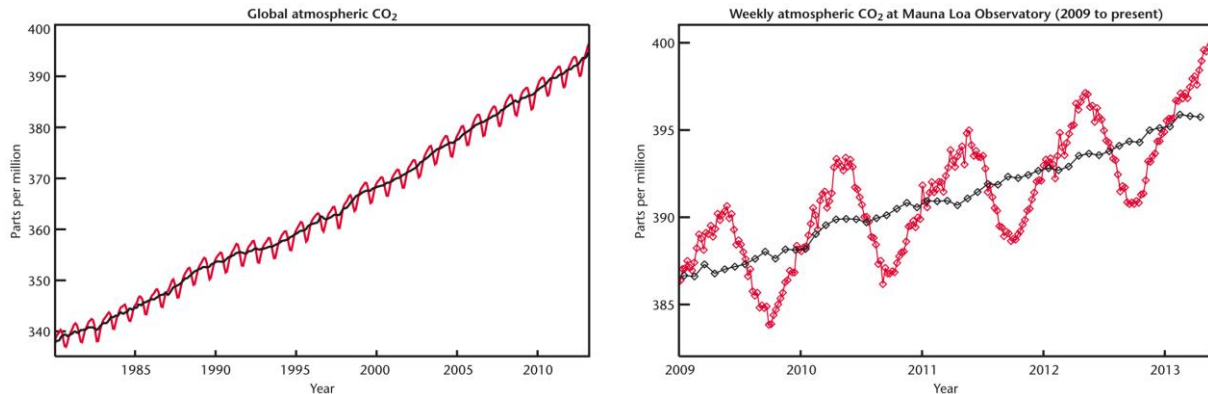 Global atmospheric CO₂
400
390
380
370
360
350
340
Parts per million
1985 1990 1995 2000 2005 2010
Year
Weekly atmospheric CO₂ at Mauna Loa Observatory (2009 to present)
400
395
390
385
Parts per million
2009 2010 2011 2012 2013
Year